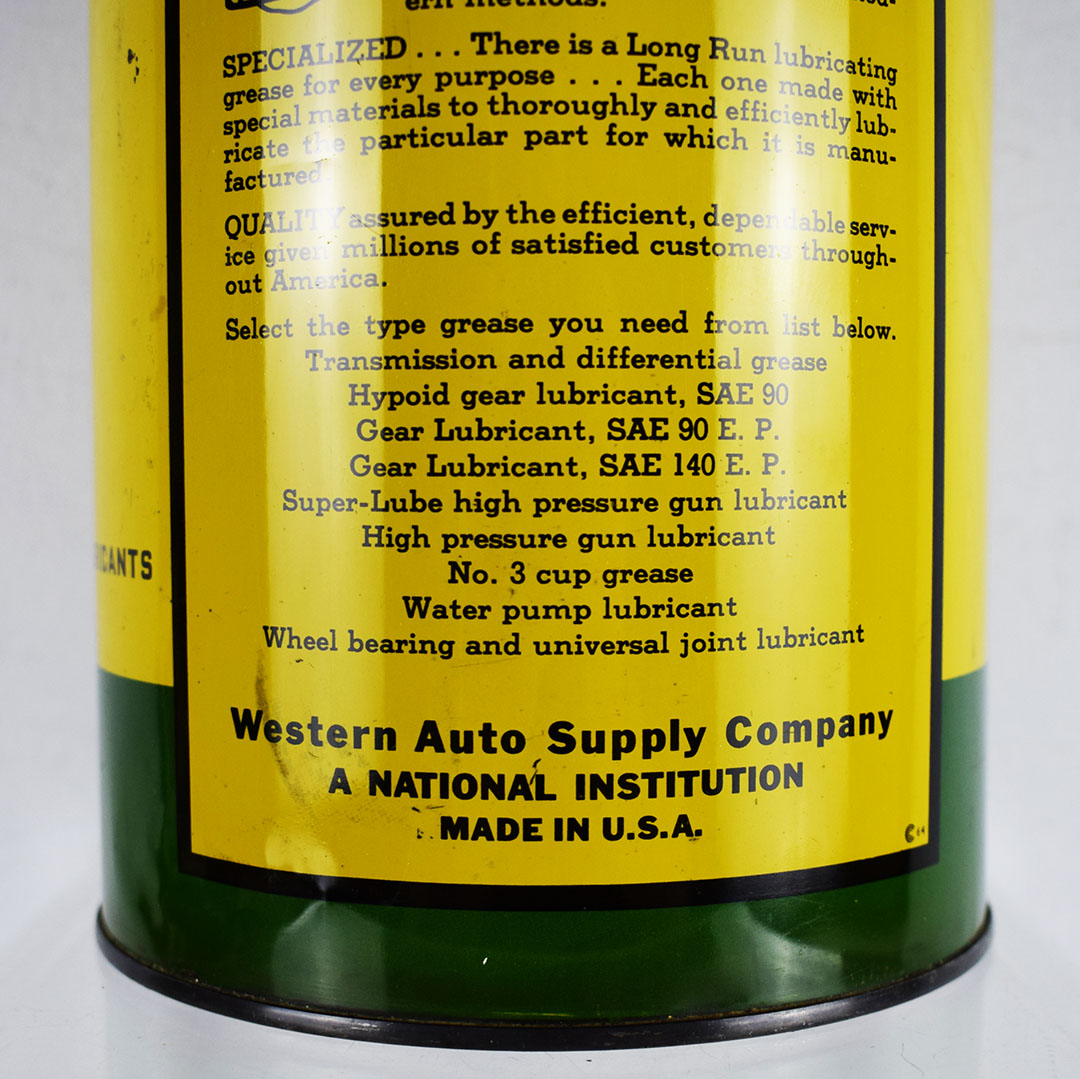 ern methods.
SPECIALIZED . . . There is a Long Run lubricating
grease for every purpose . . . Each one made with
special materials to thoroughly and efficiently lub-
ricate the particular part for which it is manu-
factured.
QUALITY assured by the efficient, dependable serv-
ice given millions of satisfied customers through-
out America.
Select the type grease you need from list below.
Transmission and differential grease
Hypoid gear lubricant, SAE 90
Gear Lubricant, SAE 90 E. P.
Gear Lubricant, SAE 140 E. P.
Super-Lube high pressure gun lubricant
High pressure gun lubricant
No. 3 cup grease
Water pump lubricant
Wheel bearing and universal joint lubricant
ICANTS
Western Auto Supply Company
A NATIONAL INSTITUTION
MADE IN U.S.A.